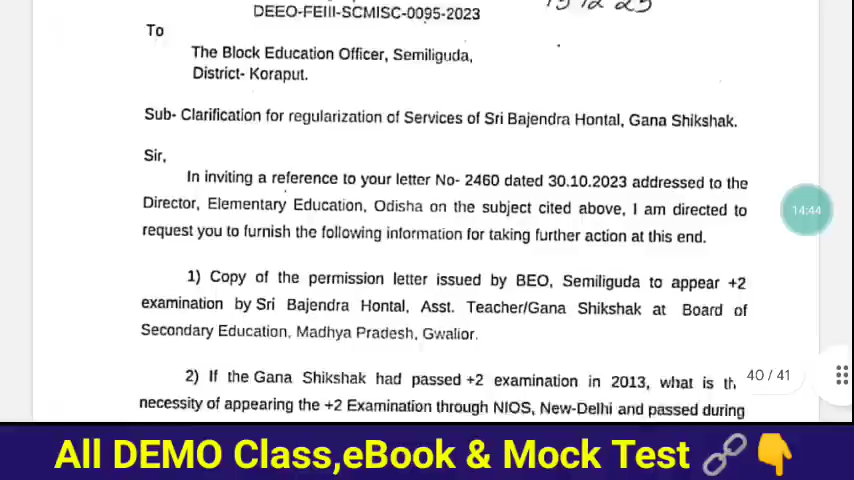 DEEO-FEIII-SCMISC-0095-2023
To
The Block Education Officer, Semiliguda,
District- Koraput.
Sub- Clarification for regularization of Services of Sri Bajendra Hontal, Gana Shikshak.
Sir,
In inviting a reference to your letter No- 2460 dated 30.10.2023 addressed to the
Director, Elementary Education, Odisha on the subject cited above, I am directed to
request you to furnish the following information for taking further action at this end.
14:44
1) Copy of the permission letter issued by BEO, Semiliguda to appear +2
examination by Sri Bajendra Hontal, Asst. Teacher/Gana Shikshak at Board of
Secondary Education, Madhya Pradesh, Gwalior.
2) If the Gana Shikshak had passed +2 examination in 2013, what is
40 / 41
necessity of appearing the +2 Examination through NIOS, New-Delhi and passed during
All DEMO Class,eBook & Mock Test